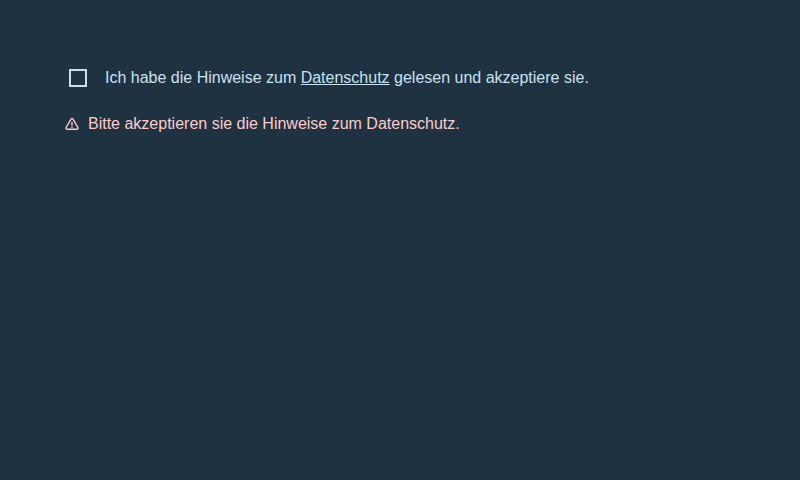 Ich habe die Hinweise zum Datenschutz gelesen und akzeptiere sie.
Bitte akzeptieren sie die Hinweise zum Datenschutz.